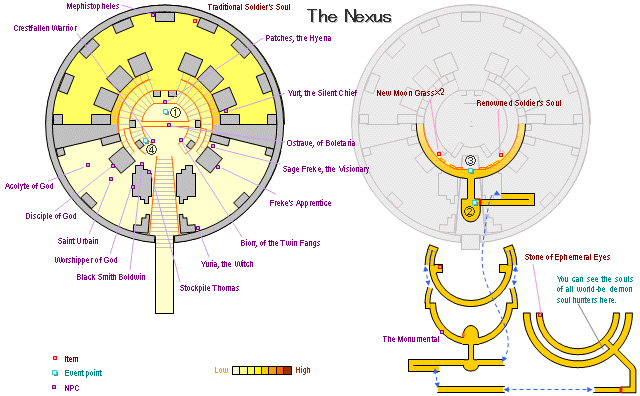 The Nexus
Mephistopheles
Traditional Soldier's Soul
Crestfallen Warrior
Patches, the Hyena
Yurt, the Silent Chief
①
④
Ostrave, of Boletaria
Sage Freke, the Visionary
Acolyte of God
Disciple of God
Freke's Apprentice
Saint Urbain
Biorr, of the Twin Fangs
Worshipper of God
Yuria, the Witch
Black Smith Boldwin
Stockpile Thomas
New Moon Grass×2
Renowned Soldier's Soul
③
②
Stone of Ephemeral Eyes
You can see the souls
of all world-be demon
soul hunters here.
The Monumental
Item
Event point
NPC
Low
High